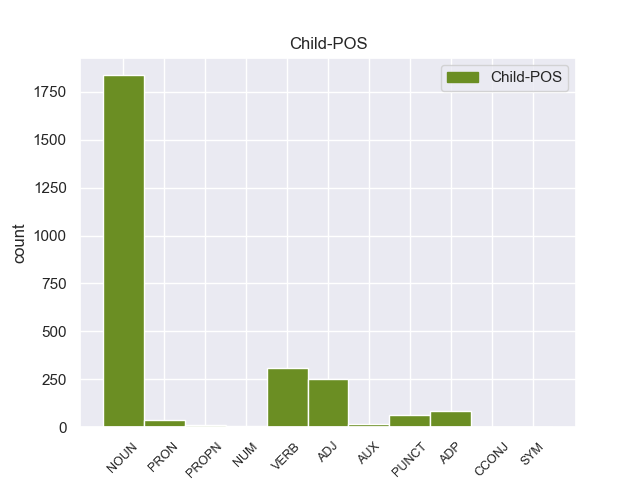 Child-POS
Child-POS
count
1750
1500
1250
1000
750
500
250
0
NOUN
PRON
PROPN
NUM
VERB
ADJ
AUX
PUNCT
ADP
CCONJ
SYM